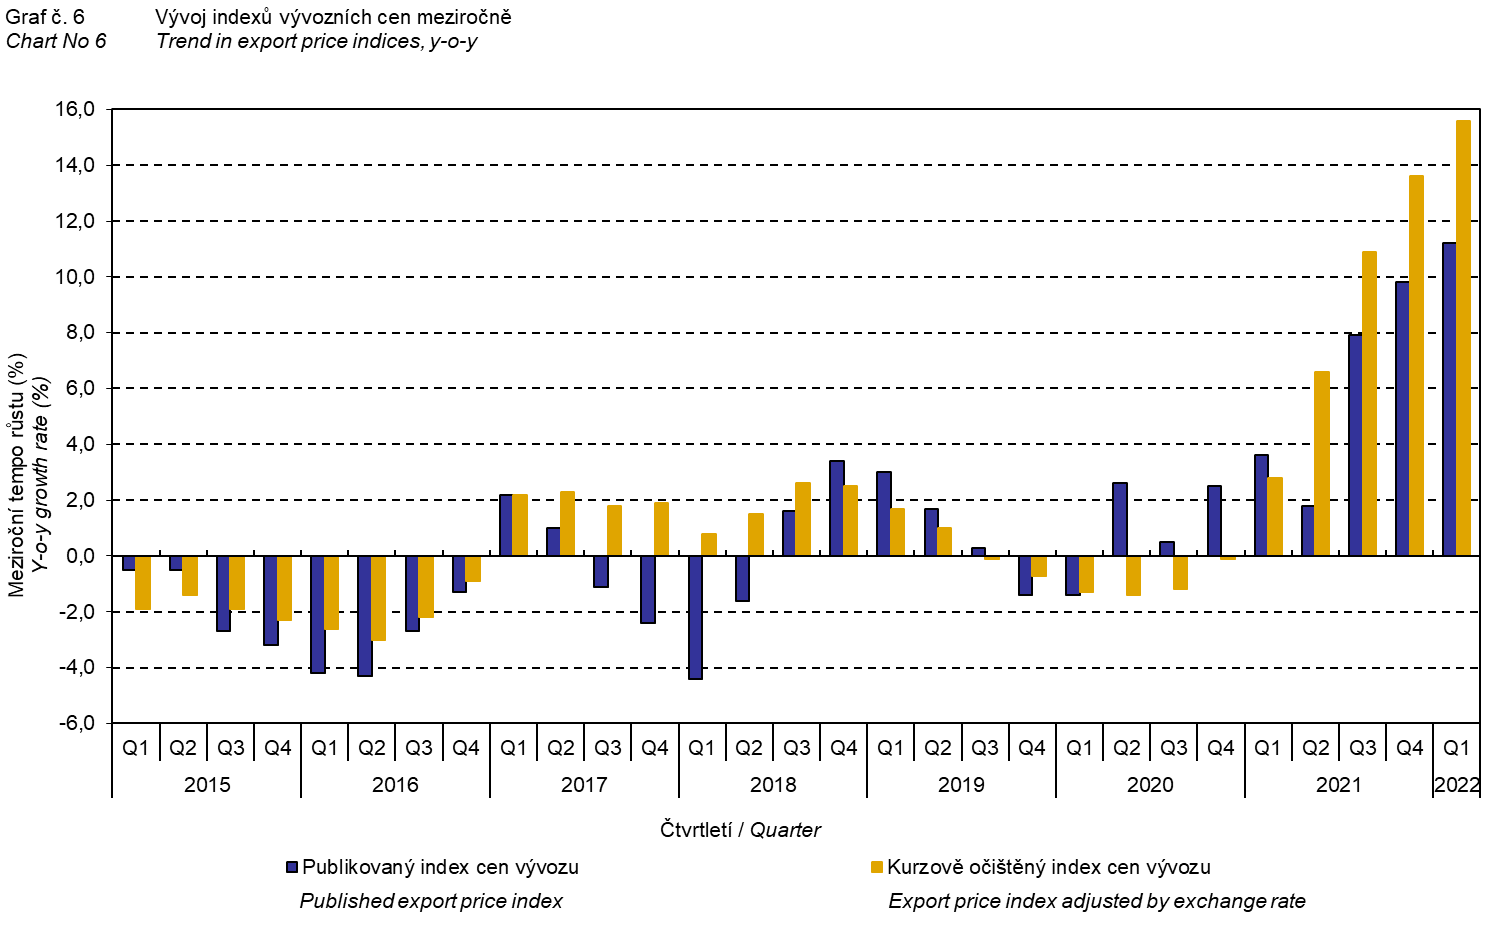 Graf č. 6 Vývoj indexů vývozních cen meziročně
Chart No 6 Trend in export price indices, y-o-y
Meziroční tempo růstu (%)
Y-o-y growth rate (%)
16,0
14,0
12,0
10,0
8,0
6,0
4,0
2,0
0,0
-2,0
-4,0
-6,0
Q1 Q2 Q3 Q4 Q1 Q2 Q3 Q4 Q1 Q2 Q3 Q4 Q1 Q2 Q3 Q4 Q1 Q2 Q3 Q4 Q1 Q2 Q3 Q4 Q1 Q2 Q3 Q4 Q1
2015 2016 2017 2018 2019 2020 2021 2022
Čtvrtletí / Quarter
Publikovaný index cen vývozu Kurzově očištěný index cen vývozu
Published export price index Export price index adjusted by exchange rate